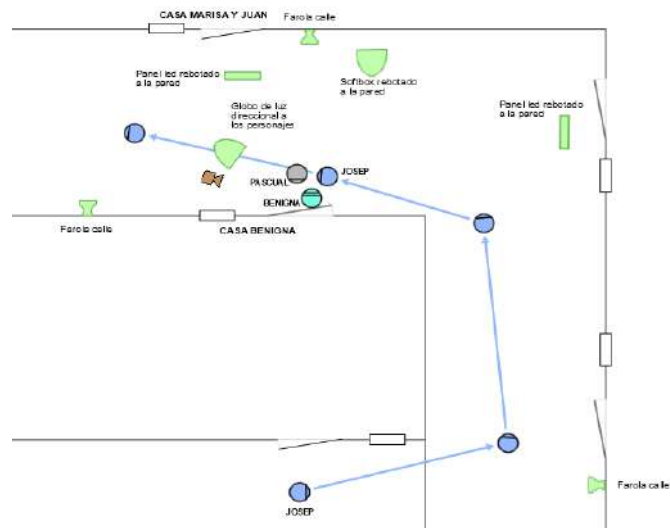 CASA MARISA Y JUAN
Farola calle
Panel led rebotado
a la pared
Softbox rebotado
a la pared
Panel led rebotado
a la pared
Globo de luz
direccional a
los personajes
JOSEP
PASCUAL
BENIGNA
Farola calle
CASA BENIGNA
Farola calle
JOSEP